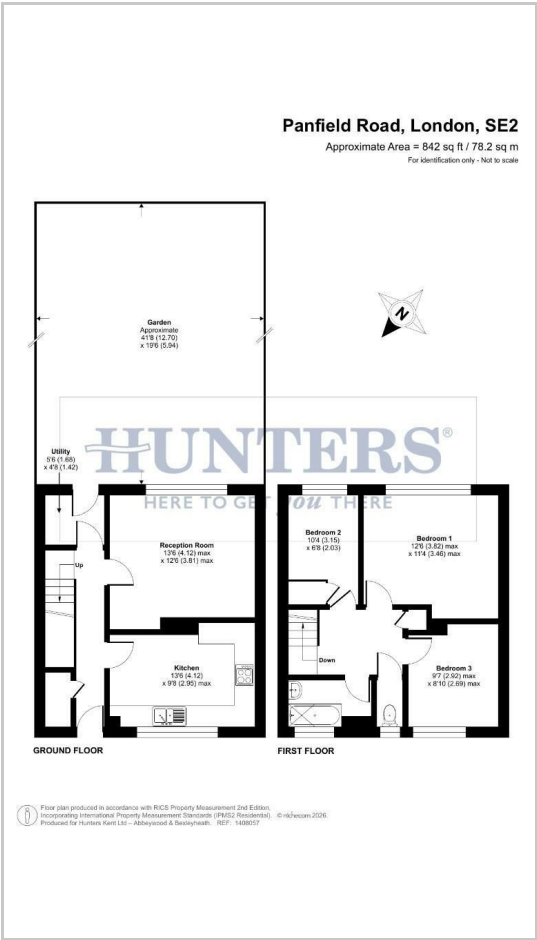 Panfield Road, London, SE2
Approximate Area = 842 sq ft / 78.2 sq m
For identification only - Not to scale
N
Garden
Approximate
41'8 (12.70)
x 19'6 (5.94)
HUNTERS®
HERE TO GET you THERE
Utility
5'6 (1.68)
x 4'8 (1.42)
Reception Room
13'6 (4.12) max
x 12'6 (3.81) max
Up
Kitchen
13'6 (4.12)
x 9'8 (2.95) max
GROUND FLOOR
Bedroom 2
10'4 (3.15)
x 6'8 (2.03)
Bedroom 1
12'6 (3.82) max
x 11'4 (3.46) max
Down
Bedroom 3
9'7 (2.92) max
x 8'10 (2.69) max
FIRST FLOOR
Floor plan produced in accordance with RICS Property Measurement 2nd Edition,
Incorporating International Property Measurement Standards (IPMS2 Residential). © nichecom 2026.
Produced for Hunters Kent Ltd – Abbeywood & Bexleyheath. REF: 1408057